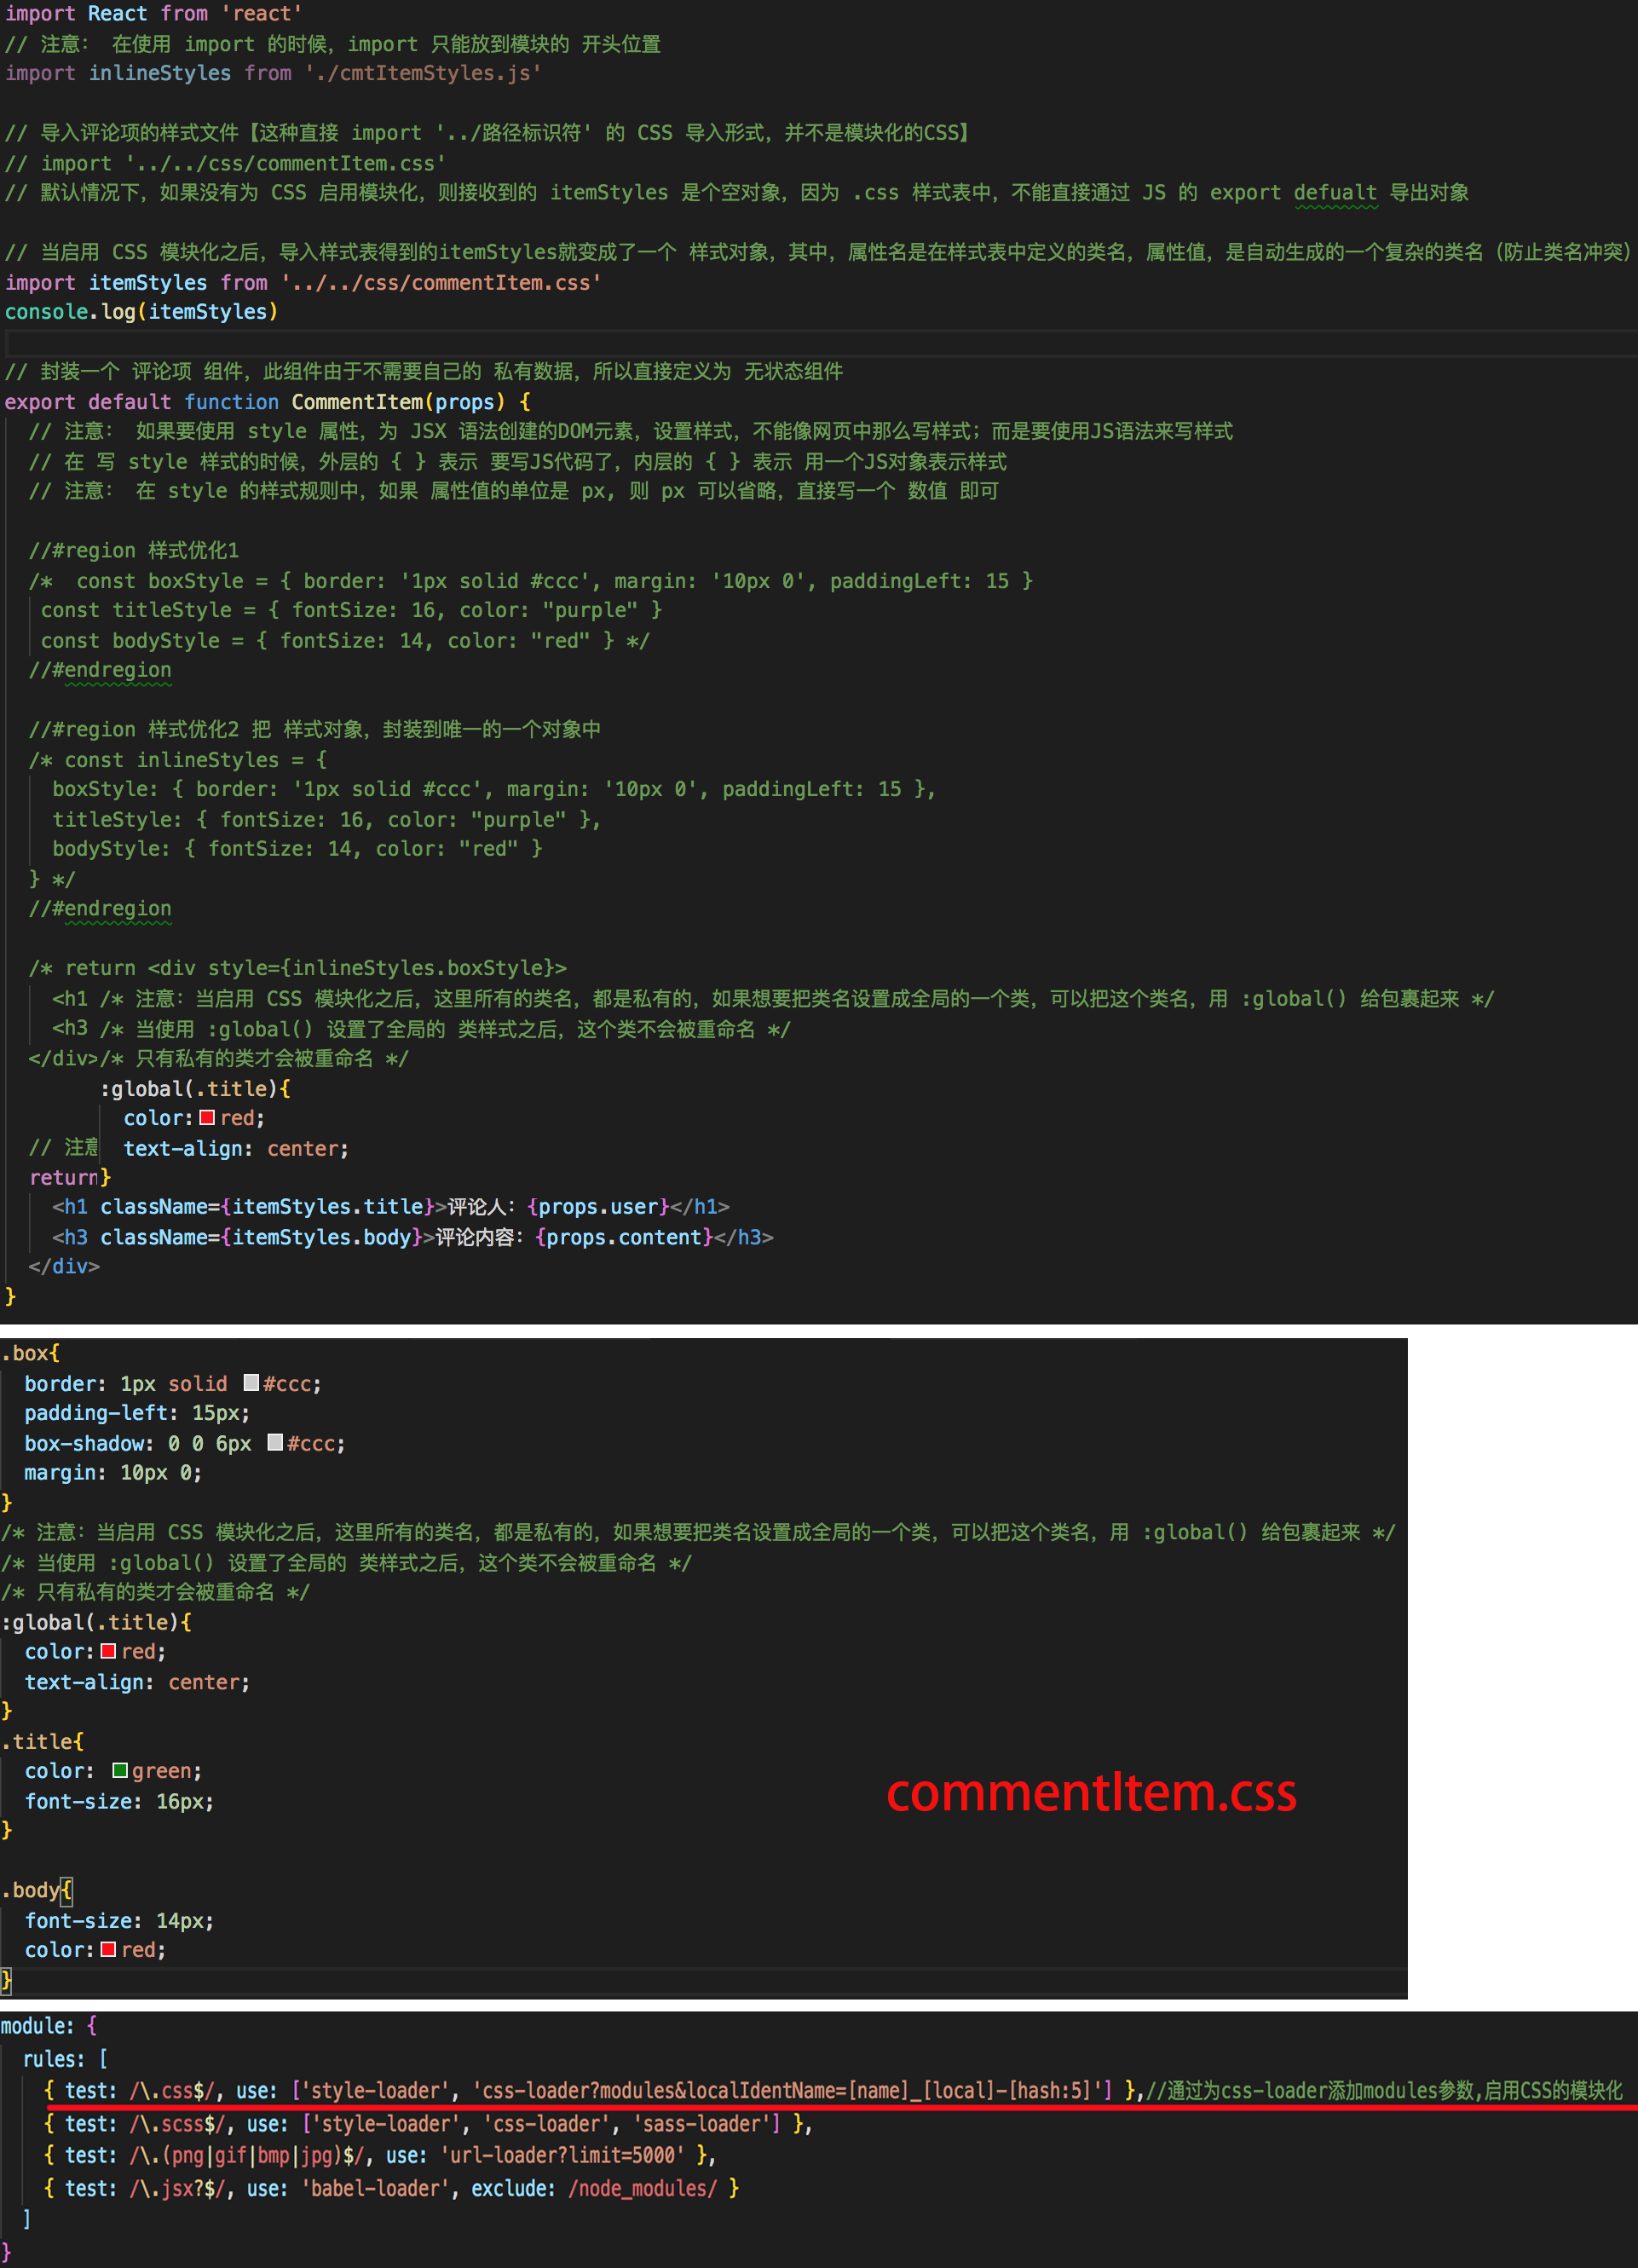 import React from 'react'
// 注意： 在使用 import 的时候，import 只能放到模块的 开头位置
import inlineStyles from './cmtItemStyles.js'
// 导入评论项的样式文件【这种直接 import '../路径标识符' 的 CSS 导入形式，并不是模块化的CSS】
// import '../../css/commentItem.css'
// 默认情况下，如果没有为 CSS 启用模块化，则接收到的 itemStyles 是个空对象，因为 .css 样式表中，不能直接通过 JS 的 export defualt 导出对象
// 当启用 CSS 模块化之后，导入样式表得到的itemStyles就变成了一个 样式对象，其中，属性名是在样式表中定义的类名，属性值，是自动生成的一个复杂的类名（防止类名冲突）
import itemStyles from '../../css/commentItem.css'
console.log(itemStyles)
// 封装一个 评论项 组件，此组件由于不需要自己的 私有数据，所以直接定义为 无状态组件
export default function CommentItem(props) {
// 注意： 如果要使用 style 属性，为 JSX 语法创建的DOM元素，设置样式，不能像网页中那么写样式；而是要使用JS语法来写样式
// 在 写 style 样式的时候，外层的 { } 表示 要写JS代码了，内层的 { } 表示 用一个JS对象表示样式
// 注意： 在 style 的样式规则中，如果 属性值的单位是 px, 则 px 可以省略，直接写一个 数值 即可
//#region 样式优化1
/*  const boxStyle = { border: '1px solid #ccc', margin: '10px 0', paddingLeft: 15 }
const titleStyle = { fontSize: 16, color: "purple" }
const bodyStyle = { fontSize: 14, color: "red" } */
//#endregion
//#region 样式优化2 把 样式对象，封装到唯一的一个对象中
/* const inlineStyles = {
boxStyle: { border: '1px solid #ccc', margin: '10px 0', paddingLeft: 15 },
titleStyle: { fontSize: 16, color: "purple" },
bodyStyle: { fontSize: 14, color: "red" }
} */
//#endregion
/* return <div style={inlineStyles.boxStyle}>
<h1 /* 注意：当启用 CSS 模块化之后，这里所有的类名，都是私有的，如果想要把类名设置成全局的一个类，可以把这个类名，用 :global() 给包裹起来 */
<h3 /* 当使用 :global() 设置了全局的 类样式之后，这个类不会被重命名 */
</div>/* 只有私有的类才会被重命名 */
:global(.title){
color: red;
// 注意 text-align: center;
return}
<h1 className={itemStyles.title}>评论人：{props.user}</h1>
<h3 className={itemStyles.body}>评论内容：{props.content}</h3>
</div>
}
.box{
border: 1px solid #ccc;
padding-left: 15px;
box-shadow: 0 0 6px #ccc;
margin: 10px 0;
}
/* 注意：当启用 CSS 模块化之后，这里所有的类名，都是私有的，如果想要把类名设置成全局的一个类，可以把这个类名，用 :global() 给包裹起来 */
/* 当使用 :global() 设置了全局的 类样式之后，这个类不会被重命名 */
/* 只有私有的类才会被重命名 */
:global(.title){
color: red;
text-align: center;
}
.title{
color: green;
font-size: 16px;
}
commentItem.css
.body{
font-size: 14px;
color: red;
}
module: {
rules: [
{ test: /\.css$/, use: ['style-loader', 'css-loader?modules&localIdentName=[name]_[local]-[hash:5]'] },//通过为css-loader添加modules参数,启用CSS的模块化
{ test: /\.scss$/, use: ['style-loader', 'css-loader', 'sass-loader'] },
{ test: /\.(png|gif|bmp|jpg)$/, use: 'url-loader?limit=5000' },
{ test: /\.jsx?$/, use: 'babel-loader', exclude: /node_modules/ }
]
}